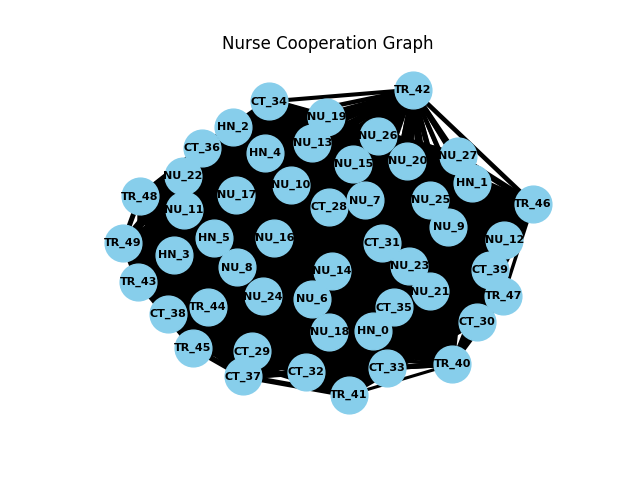 Nurse Cooperation Graph
TR_42
CT_34
NU_19
HN_2
NU_26
NU_13
CT_36
HN_4
NU_27
NU_20
NU_15
NU_22
HN_1
NU_10
NU_17
TR_48
NU_7
NU_25
TR_46
CT_28
NU_11
NU_9
HN_5
NU_16
NU_12
TR_49
CT_31
HN_3
NU_23
NU_8
CT_39
NU_14
TR_43
NU_21
NU_24
TR_47
NU_6
TR_44
CT_35
CT_38
CT_30
HN_0
NU_18
TR_45
CT_29
TR_40
CT_33
CT_32
CT_37
TR_41